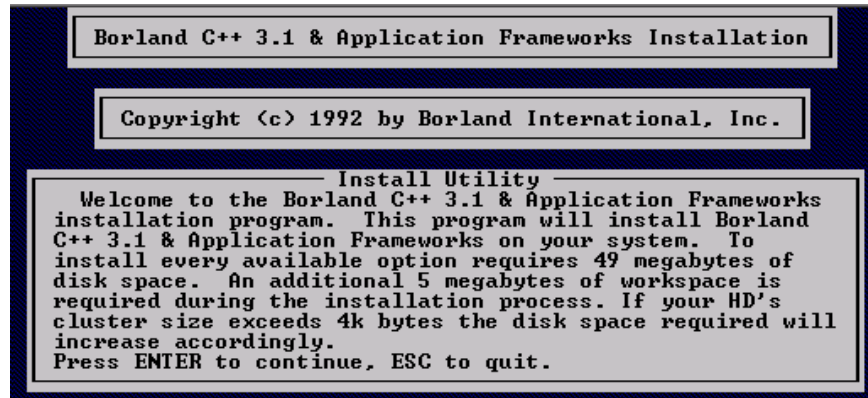 Borland C++ 3.1 & Application Frameworks Installation
Copyright (c) 1992 by Borland International, Inc.
Install Utility
Welcome to the Borland C++ 3.1 & Application Frameworks
installation program.  This program will install Borland
C++ 3.1 & Application Frameworks on your system.  To
install every available option requires 49 megabytes of
disk space.  An additional 5 megabytes of workspace is
required during the installation process. If your HD's
cluster size exceeds 4k bytes the disk space required will
increase accordingly.
Press ENTER to continue, ESC to quit.